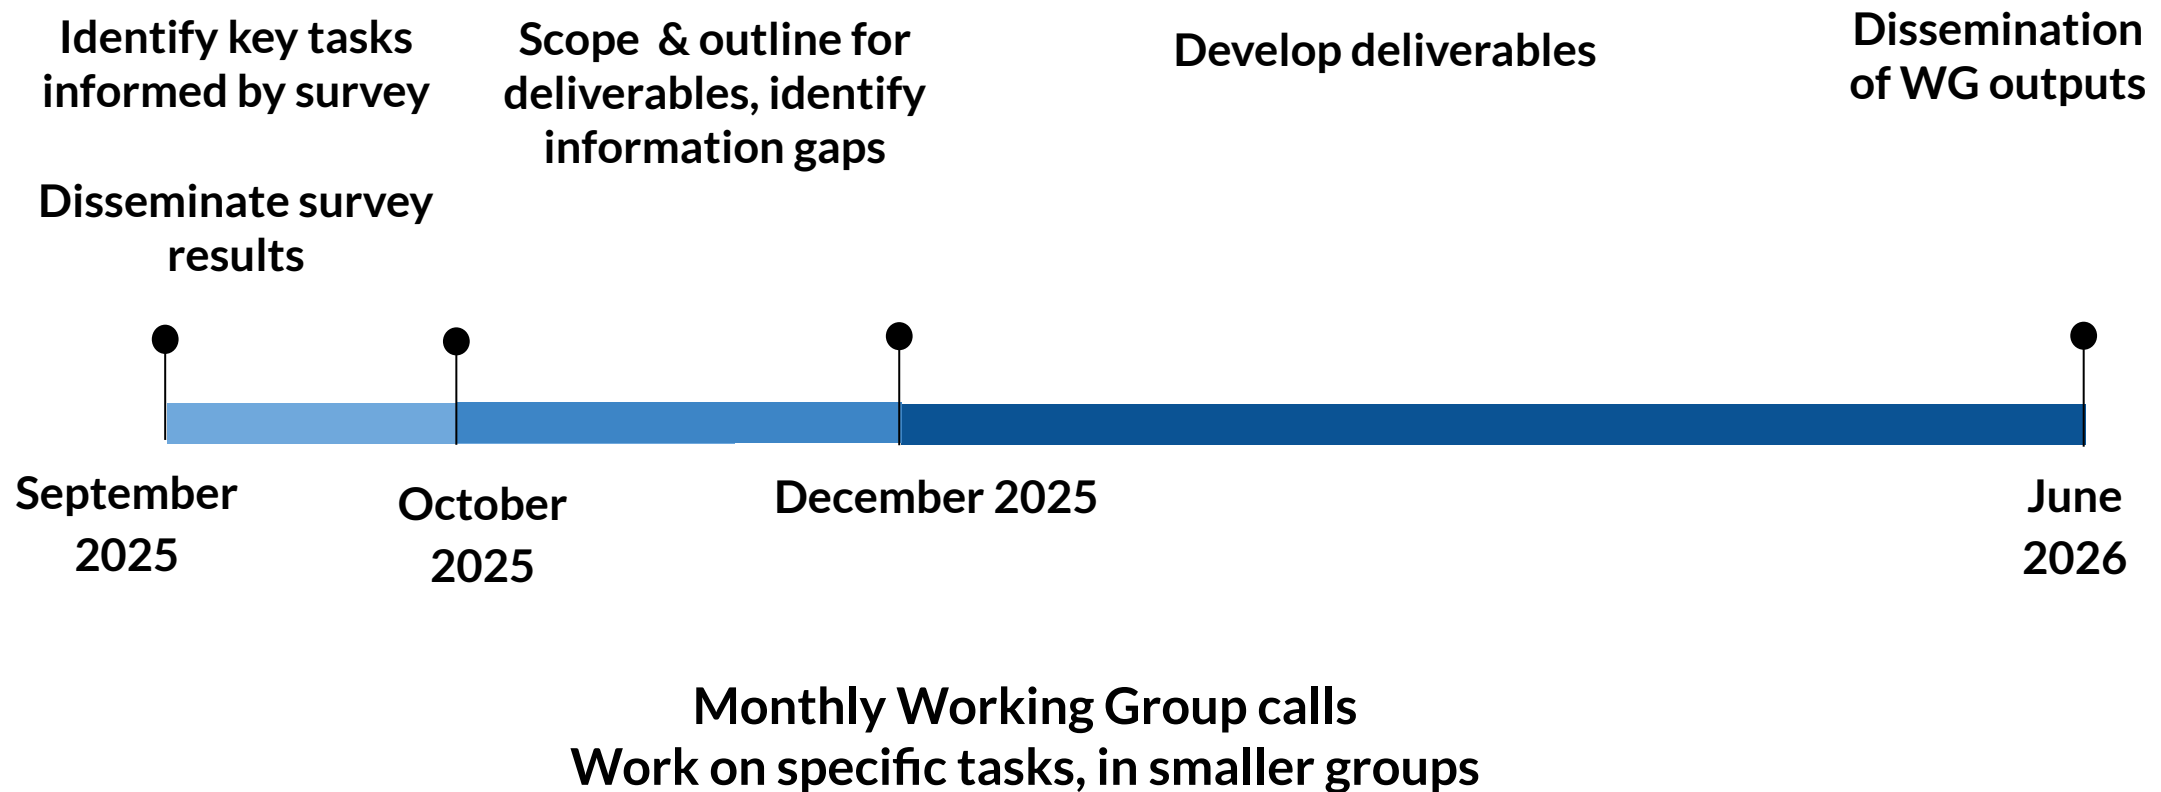 Identify key tasks
informed by survey
Disseminate survey
results
Scope & outline for
deliverables, identify
information gaps
Develop deliverables
Dissemination
of WG outputs
September
2025
October
2025
December 2025
June
2026
Monthly Working Group calls
Work on specific tasks, in smaller groups